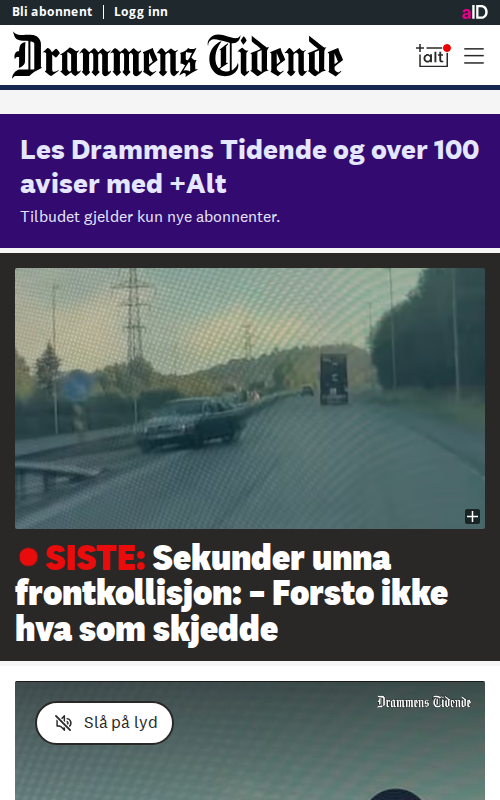 Bli abonnent
Logg inn
aID
Drammens Tidende
+alt
Les Drammens Tidende og over 100
aviser med +Alt
Tilbudet gjelder kun nye abonnenter.
SISTE: Sekunder unna
frontkollisjon: – Forsto ikke
hva som skjedde
Drammens Tidende
Slå på lyd